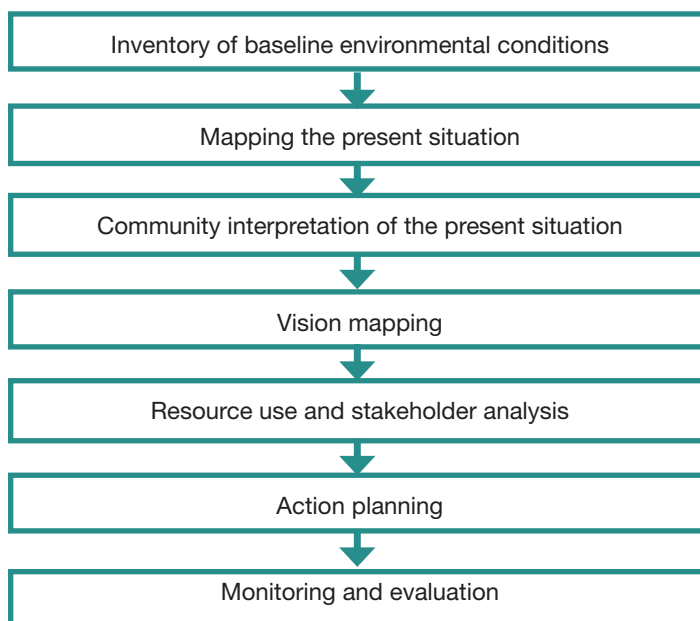 Inventory of baseline environmental conditions
Mapping the present situation
Community interpretation of the present situation
Vision mapping
Resource use and stakeholder analysis
Action planning
Monitoring and evaluation